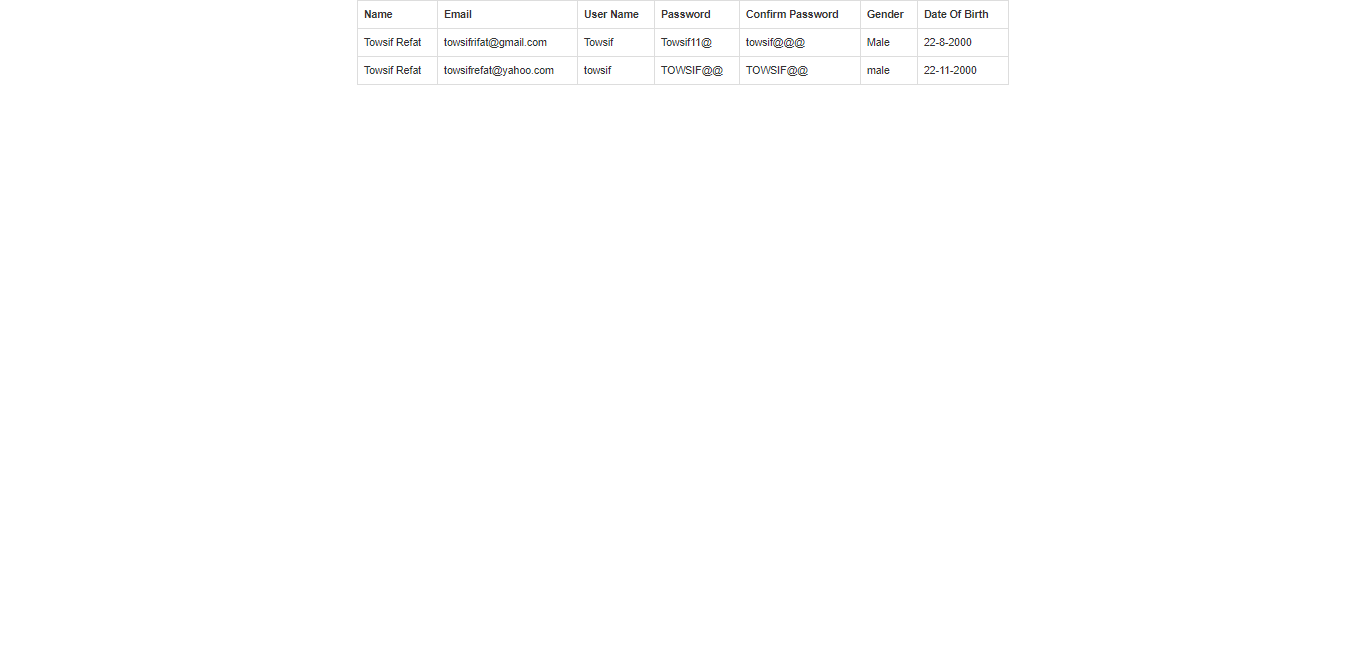 Name Email User Name Password Confirm Password Gender Date Of Birth
Towsif Refat towsifrifat@gmail.com Towsif Towsif11@ towsif@@@ Male 22-8-2000
Towsif Refat towsifrefat@yahoo.com towsif TOWSIF@@ TOWSIF@@ male 22-11-2000